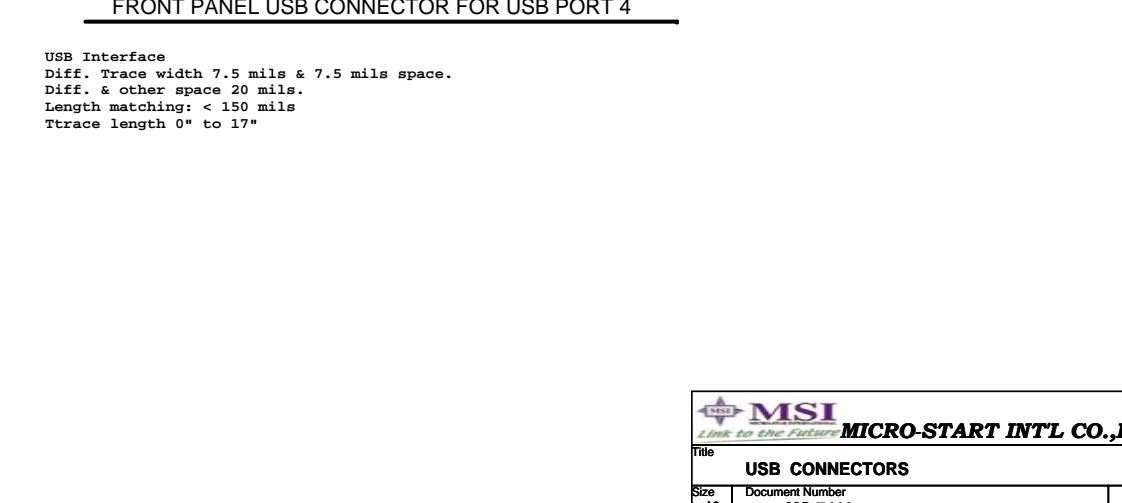 FRONT PANEL USB CONNECTOR FOR USB PORT 4
USB Interface
Diff. Trace width 7.5 mils & 7.5 mils space.
Diff. & other space 20 mils.
Length matching: < 150 mils
Ttrace length 0" to 17"
MSI
MSI
Link to the Future
MICRO-START INT'L CO.,
Title
USB CONNECTORS
Size
Document Number